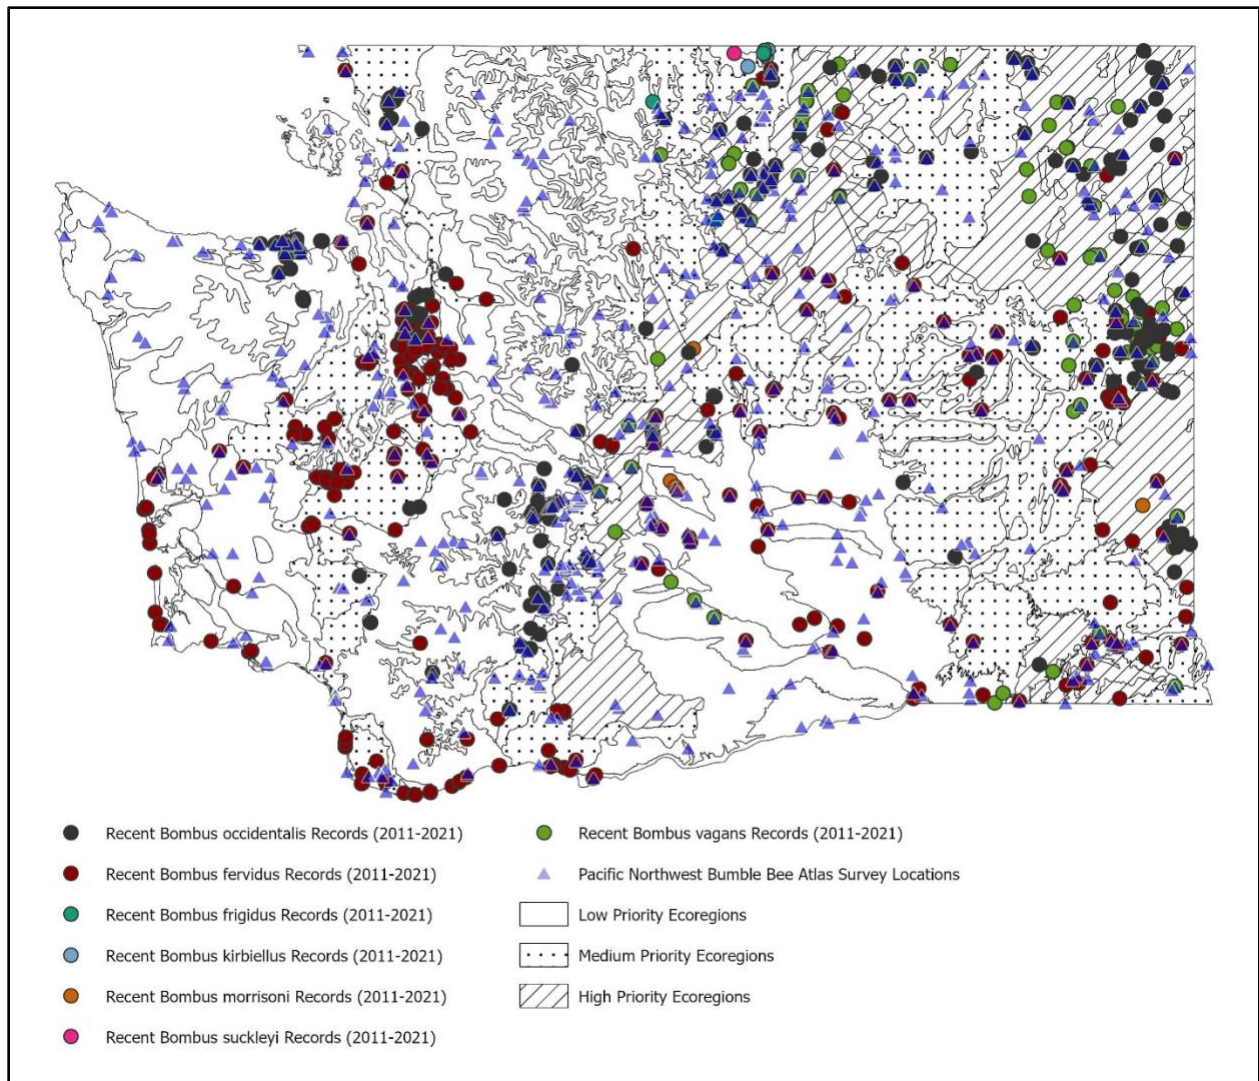 Recent Bombus occidentalis Records (2011-2021)
Recent Bombus fervidus Records (2011-2021)
Recent Bombus frigidus Records (2011-2021)
Recent Bombus kirbiellus Records (2011-2021)
Recent Bombus morrisoni Records (2011-2021)
Recent Bombus suckleyi Records (2011-2021)
Recent Bombus vagans Records (2011-2021)
Pacific Northwest Bumble Bee Atlas Survey Locations
Low Priority Ecoregions
Medium Priority Ecoregions
High Priority Ecoregions